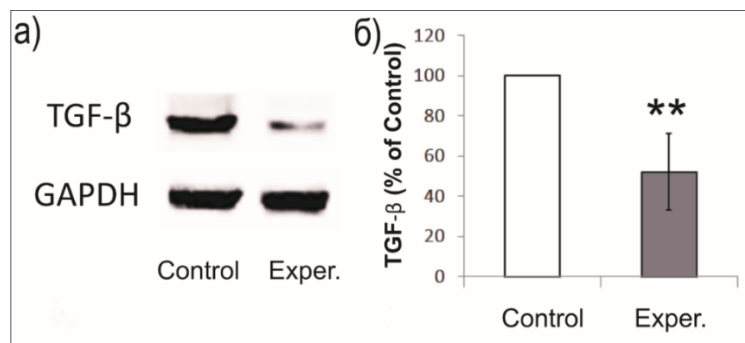 а)
TGF-β
GAPDH
Control Exper.
б)
TGF-β (% of Control)
120
100
80
60
40
20
0
**
Control Exper.